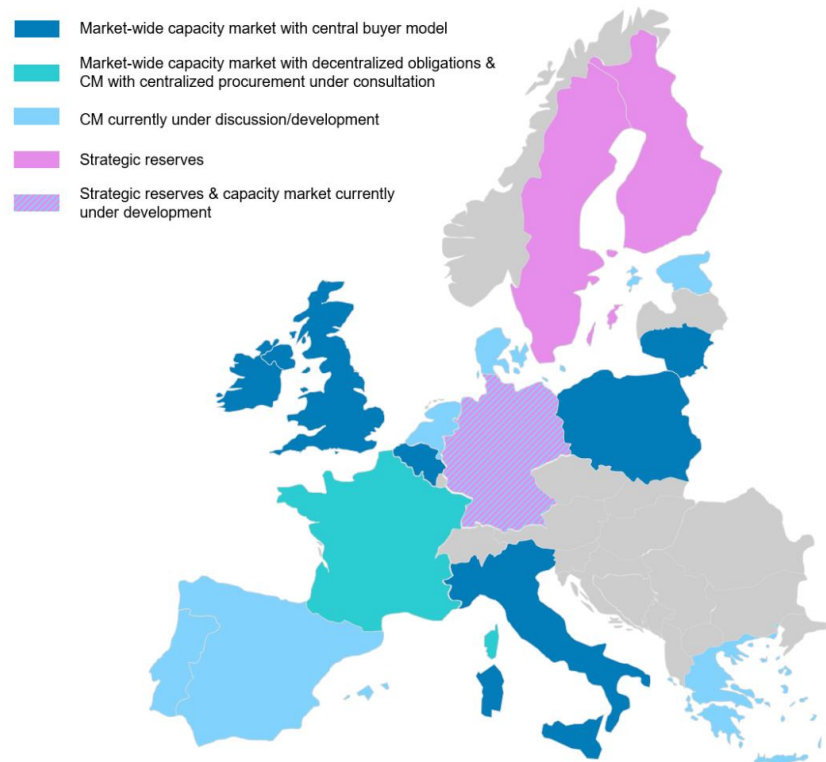 Market-wide capacity market with central buyer model
Market-wide capacity market with decentralized obligations &
CM with centralized procurement under consultation
CM currently under discussion/development
Strategic reserves
Strategic reserves & capacity market currently
under development